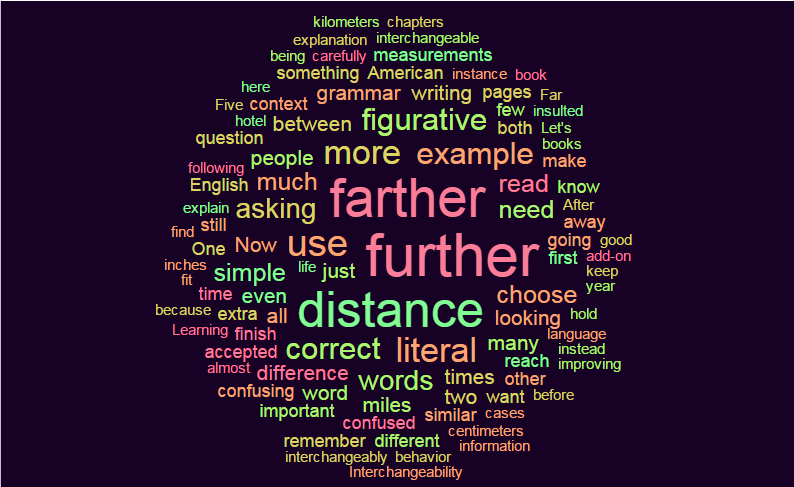 kilometers chapters
explanation interchangeable
being carefully measurements
something American instance book
here grammar writing pages Far
Five context few insulted
hotel between figurative both Let's
question books
people more example make
following
English much farther read know
explain asking need After
still away
find One Now use further going good
inches first add-on
fit simple life just keep
time even distance choose year
because extra all looking hold
Learning finish language
accepted correct literal many instead
almost difference reach improving
confusing word words times other
two want before
important miles similar cases
confused centimeters
remember different information
interchangeably behavior
Interchangeability